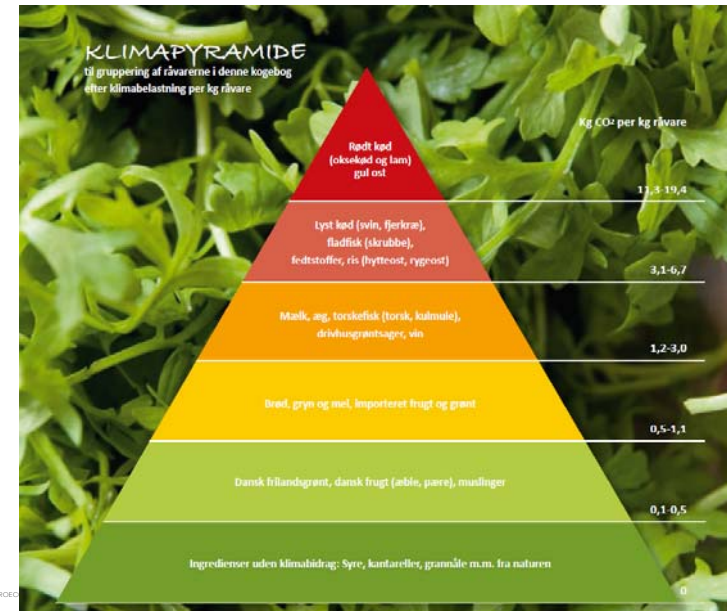 KLIMAPYRAMIDE
til gruppering af råvarerne i denne kogebog
efter klimabelastning per kg råvare
Kg CO2 per kg råvare
Rødt kød
(oksekød og lam)
gul ost
11,3-19,4
Lyst kød (svin, fjerkræ),
fladfisk (skrubbe),
fedtstoffer, ris (hytteost, rygeost)
3,1-6,7
Mælk, æg, torskefisk (torsk, kulmule),
drivhusgrøntsager, vin
1,2-3,0
Brød, gryn og mel, importeret frugt og grønt
0,5-1,1
Dansk frilandsgrønt, dansk frugt (æble, pære), muslinger
0,1-0,5
Ingredienser uden klimabidrag: Syre, kantareller, grannåle m.m. fra naturen
0